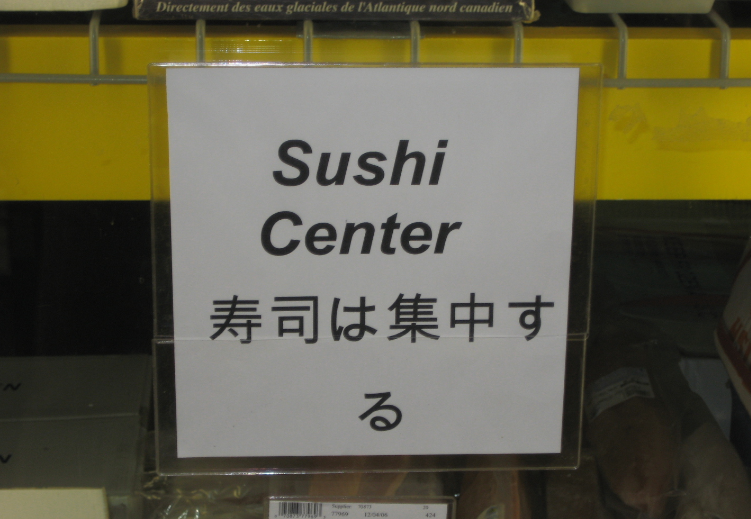 Directement des eaux glaciales de l'Atlantique nord canadien
Sushi
Center
寿司は集中す
る